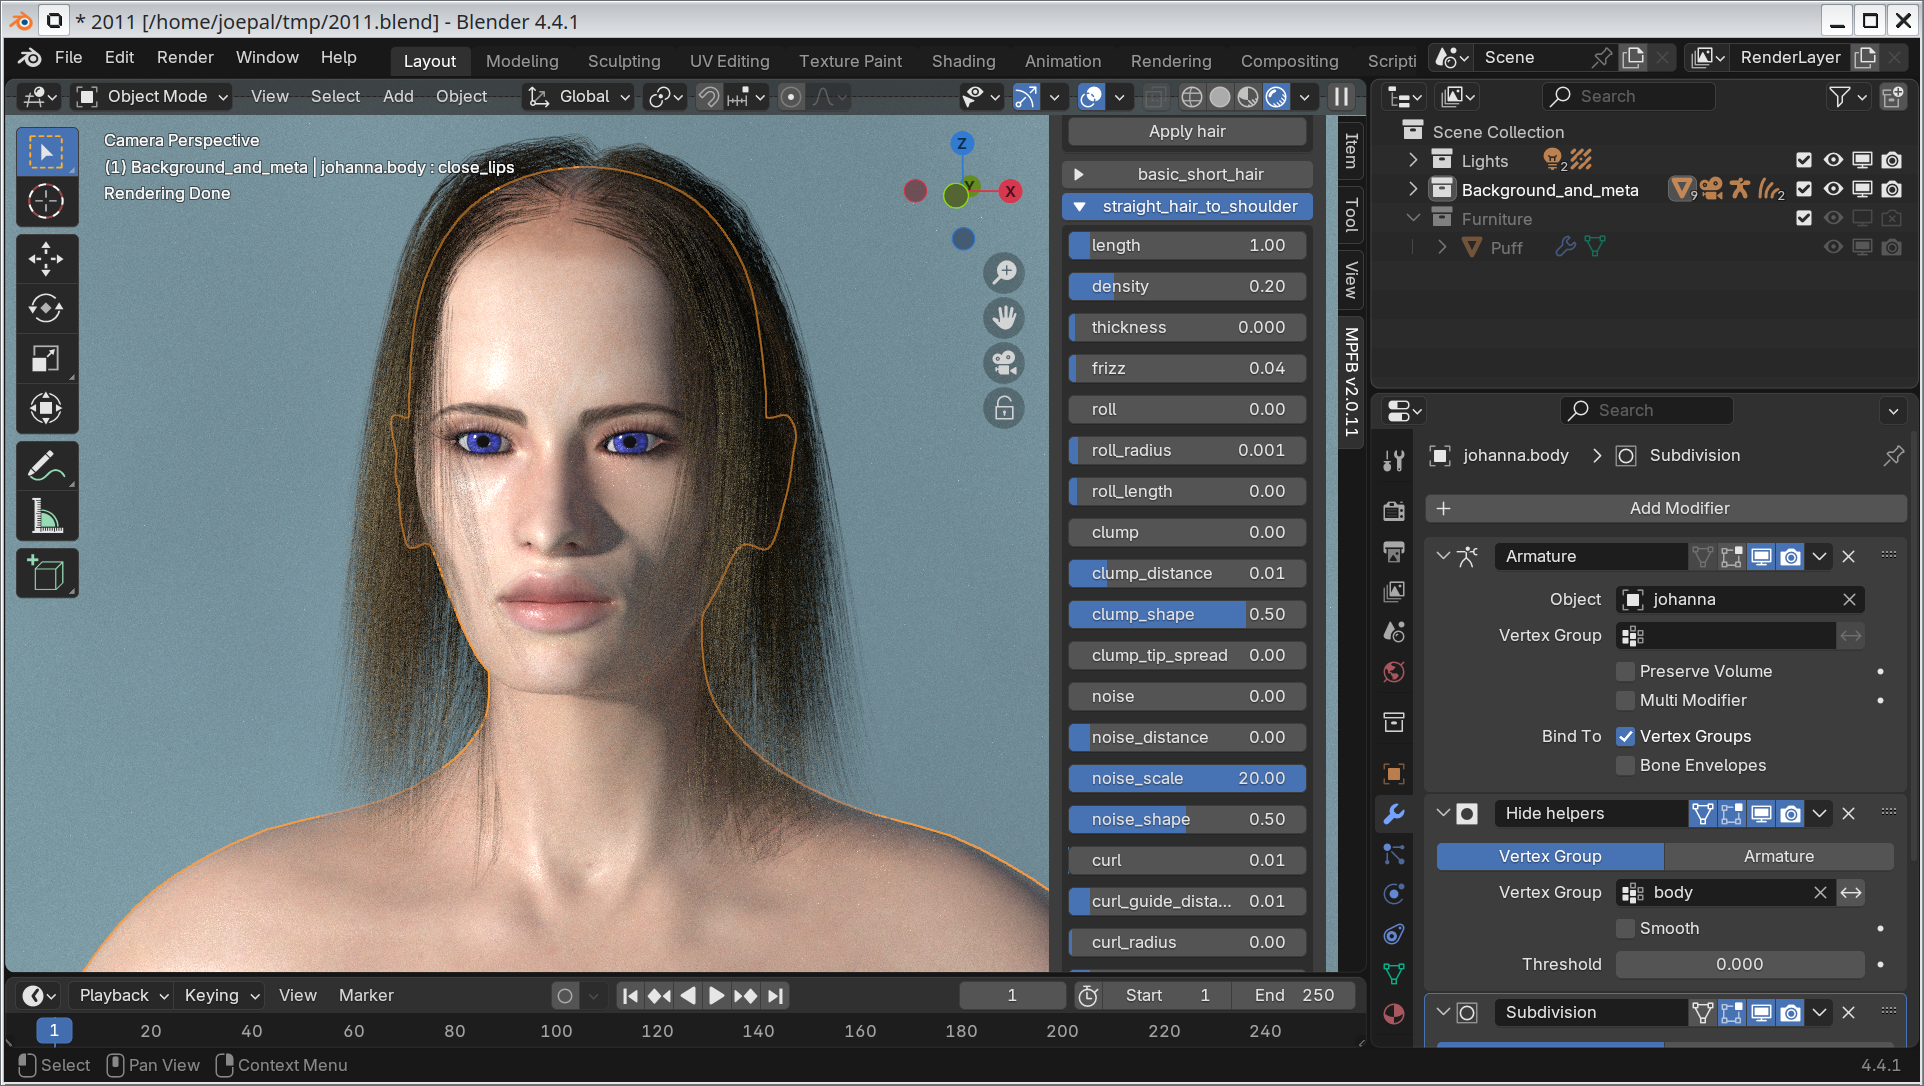 * 2011 [/home/joepal/tmp/2011.blend] - Blender 4.4.1
File Edit Render Window Help
Layout Modeling Sculpting UV Editing Texture Paint Shading Animation Rendering Compositing Scripti
Scene
RenderLayer
Object Mode View Select Add Object Global
Camera Perspective
(1) Background_and_meta | johanna.body : close_lips
Rendering Done
Z
Y
X
Apply hair
basic_short_hair
straight_hair_to_shoulder
length 1.00
density 0.20
thickness 0.000
frizz 0.04
roll 0.00
roll_radius 0.001
roll_length 0.00
clump 0.00
clump_distance 0.01
clump_shape 0.50
clump_tip_spread 0.00
noise 0.00
noise_distance 0.00
noise_scale 20.00
noise_shape 0.50
curl 0.01
curl_guide_dista... 0.01
curl_radius 0.00
Item
Tool
View
MPFB v2.0.11
Search
Scene Collection
Lights 2
Background_and_meta 9 2
Furniture
Puff
Search
johanna.body > Subdivision
Add Modifier
Armature
Object johanna
Vertex Group
Preserve Volume
Multi Modifier
Bind To Vertex Groups
Bone Envelopes
Hide helpers
Vertex Group Armature
Vertex Group body
Smooth
Threshold 0.000
Subdivision
Playback Keying View Marker
1
Start 1
End 250
1 20 40 60 80 100 120 140 160 180 200 220 240
Select Pan View Context Menu
4.4.1